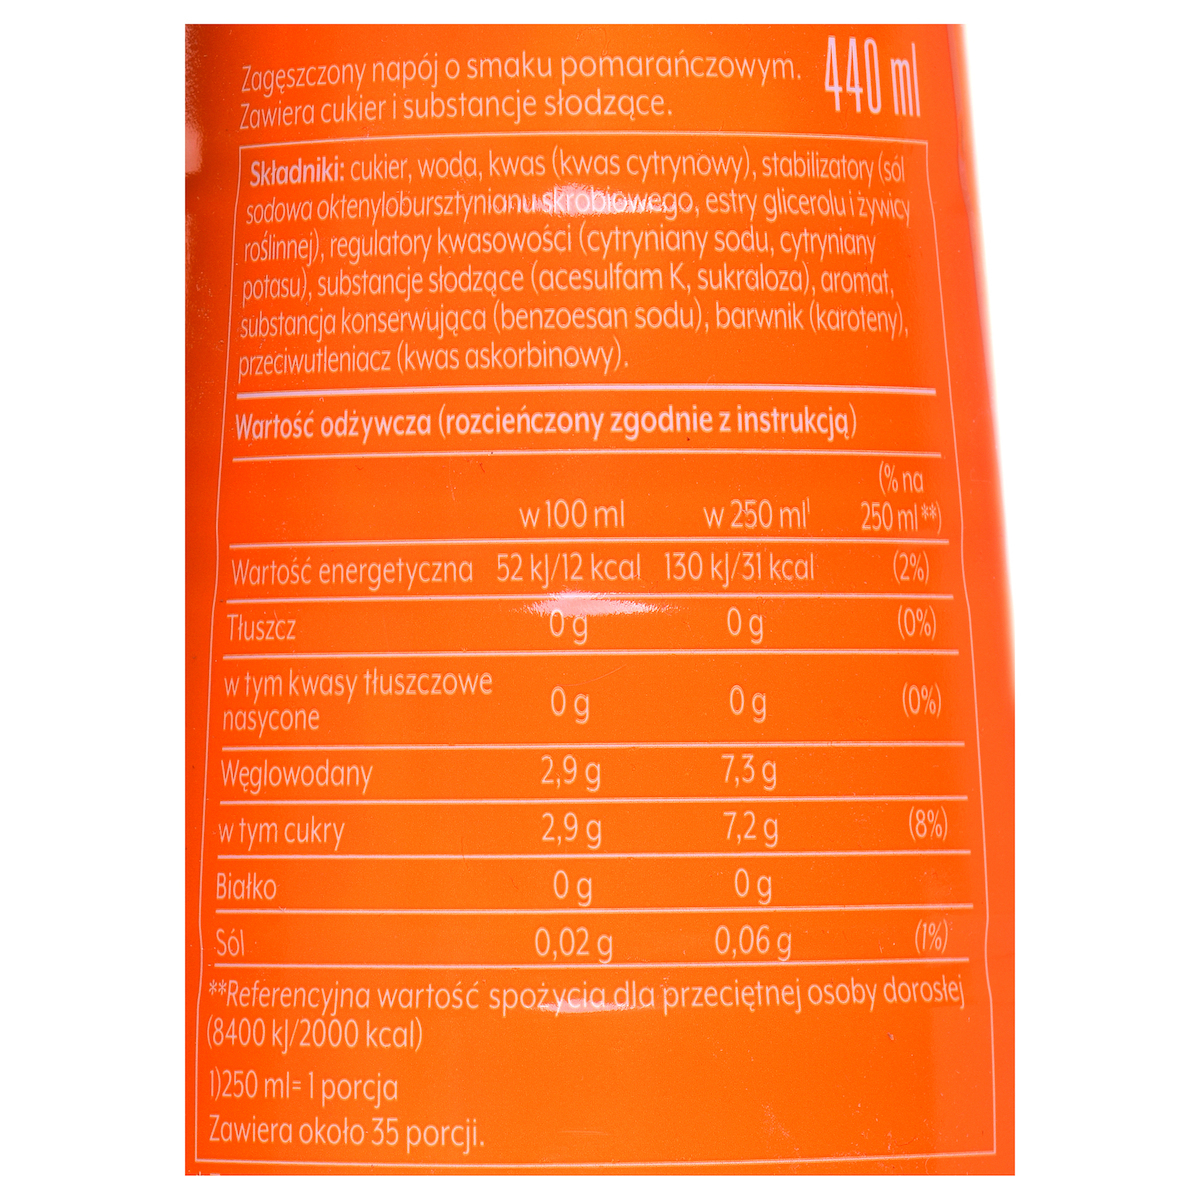 Zagęszczony napój o smaku pomarańczowym. 440 ml
Zawiera cukier i substancje słodzące.
Składniki: cukier, woda, kwas (kwas cytrynowy), stabilizatory (sól
sodowa oktenylobursztynianu skrobiowego, estry glicerolu i żywicy
roślinnej), regulatory kwasowości (cytryniany sodu, cytryniany
potasu), substancje słodzące (acesulfam K, sukraloza), aromat,
substancja konserwująca (benzoesan sodu), barwnik (karoteny),
przeciwutleniacz (kwas askorbinowy).
Wartość odżywcza (rozcieńczony zgodnie z instrukcją)
(% na
w 100 ml w 250 ml¹ 250 ml **)
Wartość energetyczna 52 kJ/12 kcal 130 kJ/31 kcal (2%)
Tłuszcz 0 g 0 g (0%)
w tym kwasy tłuszczowe
nasycone 0 g 0 g (0%)
Węglowodany 2,9 g 7,3 g
w tym cukry 2,9 g 7,2 g (8%)
Białko 0 g 0 g
Sól 0,02 g 0,06 g (1%)
**Referencyjna wartość spożycia dla przeciętnej osoby dorosłej
(8400 kJ/2000 kcal)
1)250 ml= 1 porcja
Zawiera około 35 porcji.